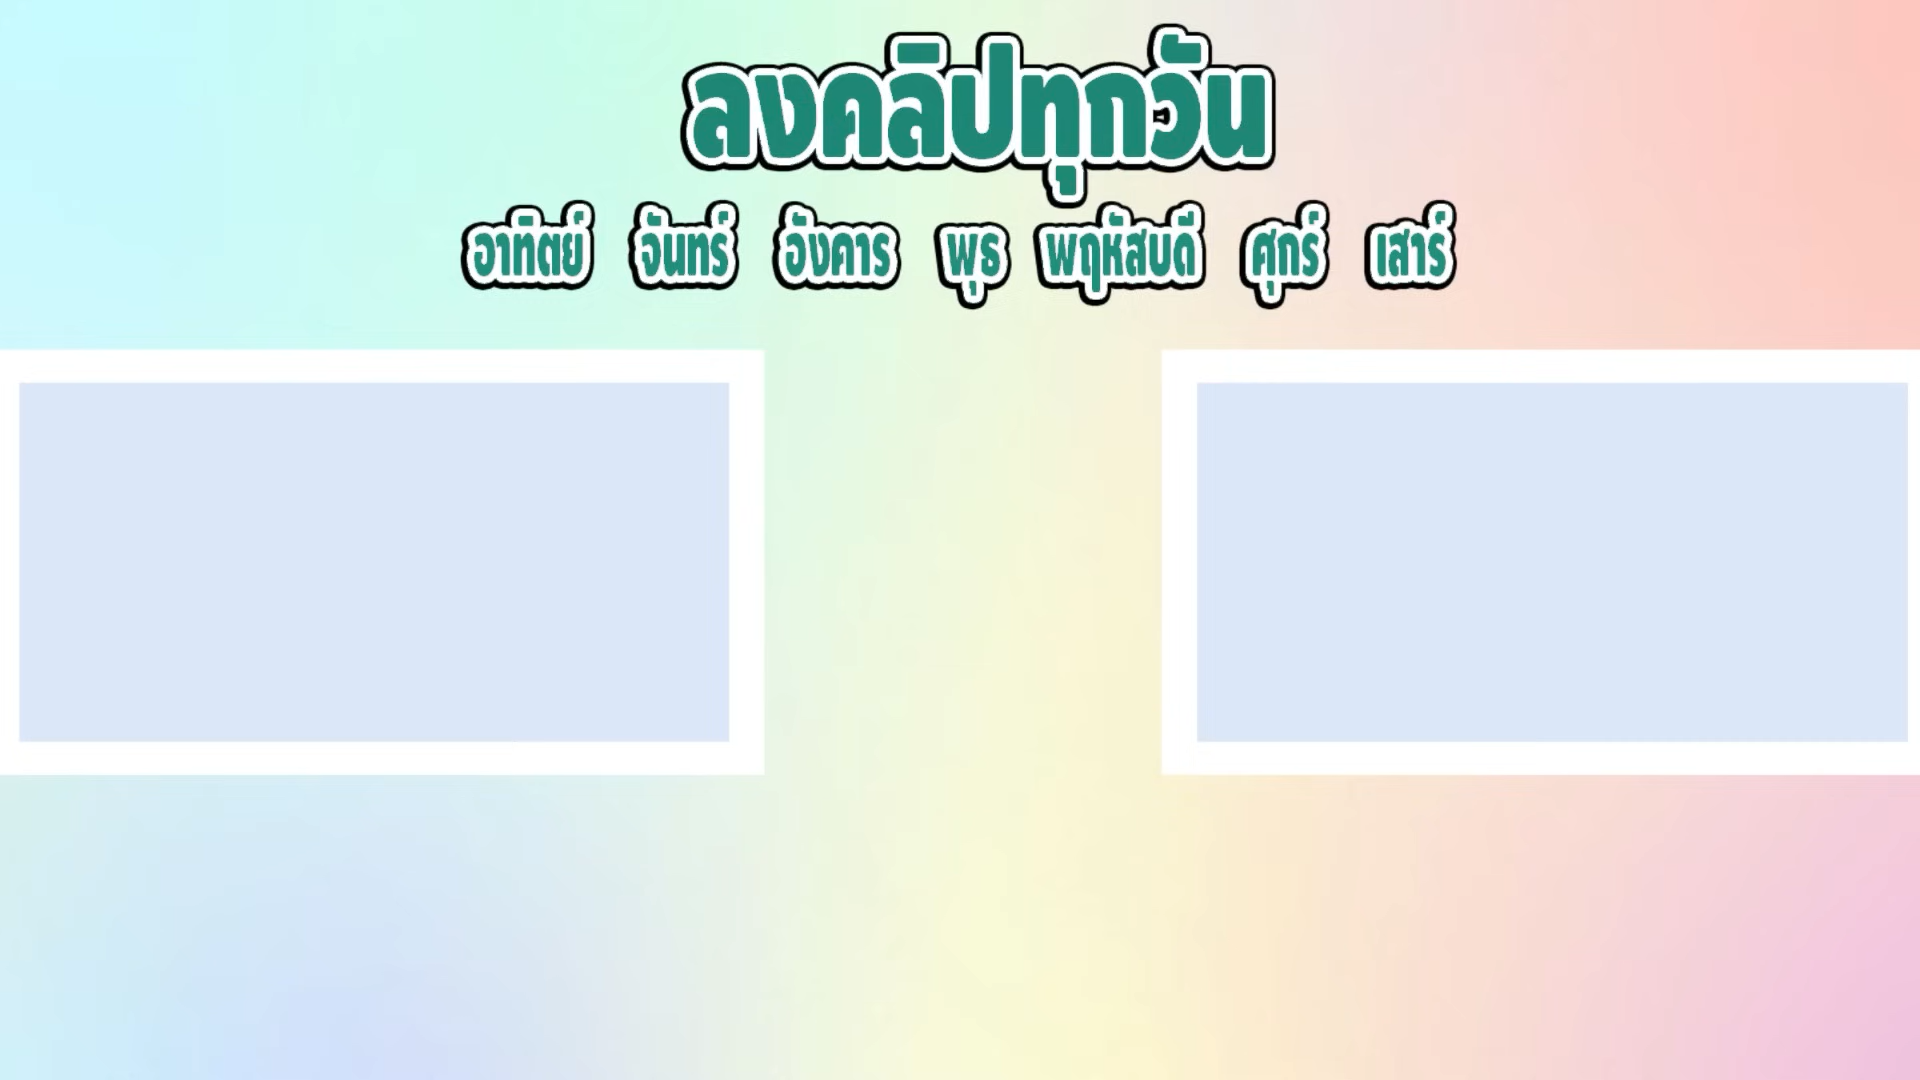 ลงคลิปทุกวัน
อาทิตย์ จันทร์ อังคาร พุธ พฤหัสบดี ศุกร์ เสาร์